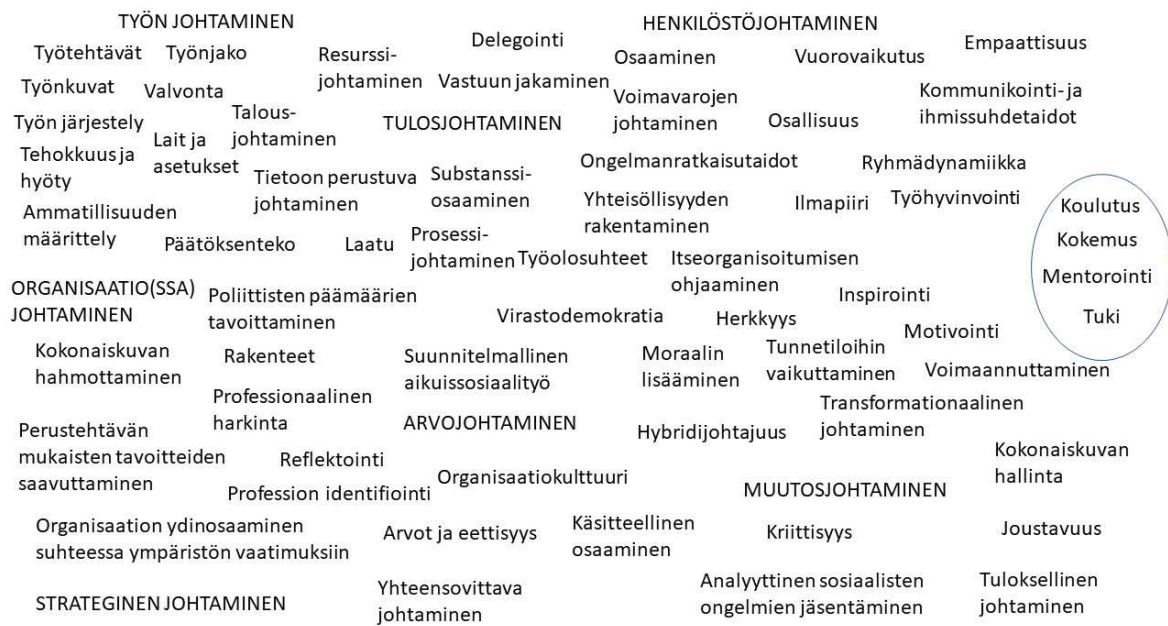 TYÖN JOHTAMINEN
HENKILÖSTÖJOHTAMINEN
Työtehtävät
Työnjako
Resurssi-
johtaminen
Delegointi
Osaaminen
Vuorovaikutus
Empaattisuus
Työnkuvat
Valvonta
Vastuun jakaminen
Voimavarojen
johtaminen
Kommunikointi- ja
ihmissuhdetaidot
Työn järjestely
Lait ja
asetukset
Talous-
johtaminen
TULOSJOHTAMINEN
Osallisuus
Tehokkuus ja
hyöty
Tietoon perustuva
johtaminen
Substanssi-
osaaminen
Ongelmanratkaisutaidot
Ryhmädynamiikka
Ammatillisuuden
määrittely
Yhteisöllisyyden
rakentaminen
Ilmapiiri
Työhyvinvointi
Koulutus
Kokemus
Mentorointi
Tuki
Päätöksenteko
Laatu
Prosessi-
johtaminen
Työolosuhteet
Itseorganisoitumisen
ohjaaminen
ORGANISAATIO(SSA)
JOHTAMINEN
Poliittisten päämäärien
tavoittaminen
Virastodemokratia
Herkkyys
Inspirointi
Motivointi
Kokonaiskuvan
hahmottaminen
Rakenteet
Suunnitelmallinen
aikuissosiaalityö
Moraalin
lisääminen
Tunnetiloihin
vaikuttaminen
Voimaannuttaminen
Professionaalinen
harkinta
ARVOJOHTAMINEN
Hybridijohtajuus
Transformationaalinen
johtaminen
Perustehtävän
mukaisten tavoitteiden
saavuttaminen
Reflektointi
Organisaatiokulttuuri
Kokonaiskuvan
hallinta
Profession identifiointi
MUUTOSJOHTAMINEN
Organisaation ydinosaaminen
suhteessa ympäristön vaatimuksiin
Arvot ja eettisyys
Käsitteellinen
osaaminen
Kriittisyys
Joustavuus
STRATEGINEN JOHTAMINEN
Yhteensovittava
johtaminen
Analyyttinen sosiaalisten
ongelmien jäsentäminen
Tuloksellinen
johtaminen